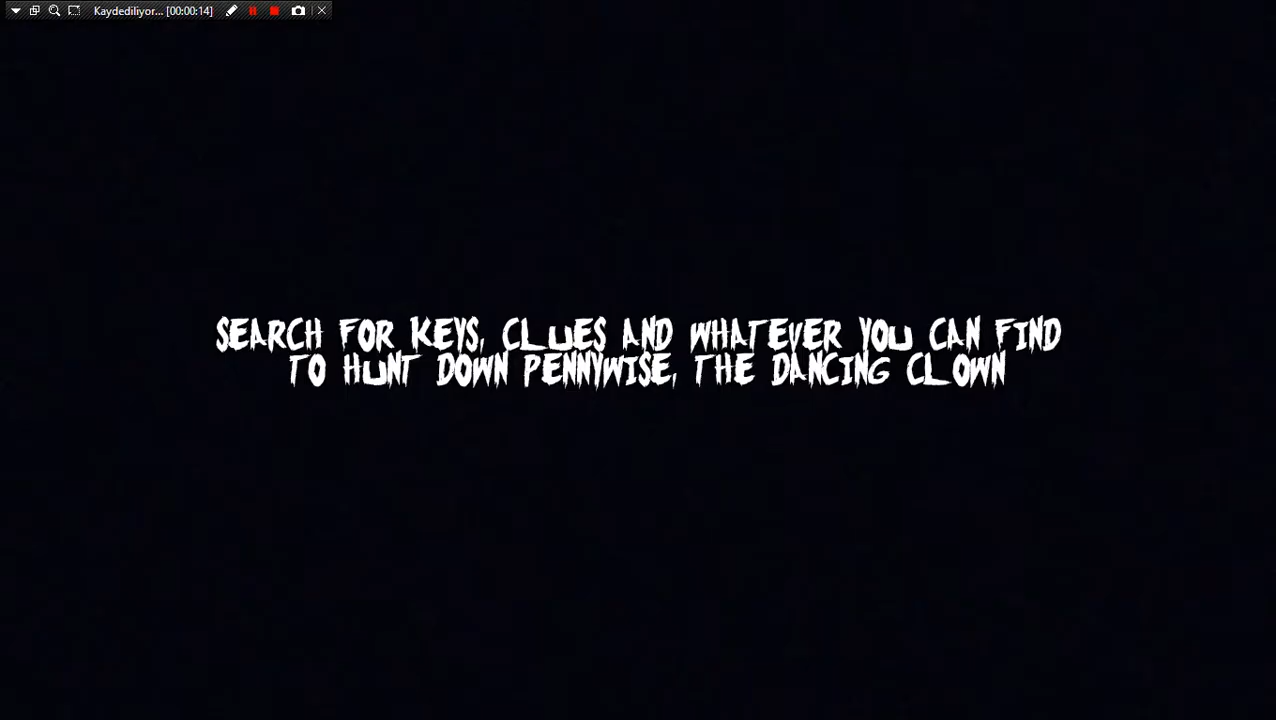 Kaydediliyor... [00:00:14]
SEARCH FOR KEYS, CLUES AND WHATEVER YOU CAN FIND
TO HUNT DOWN PENNYWISE, THE DANCING CLOWN